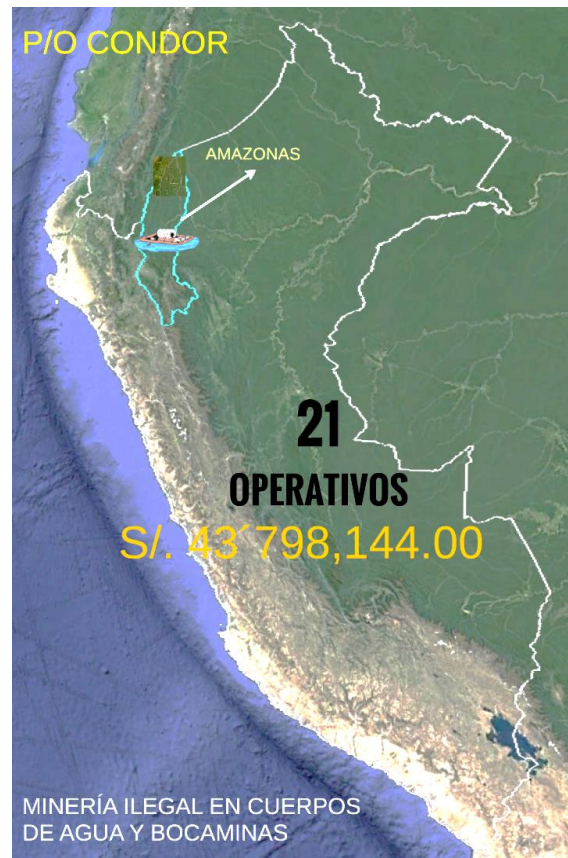 P/O CONDOR
AMAZONAS
21
OPERATIVOS
S/. 43´798,144.00
MINERÍA ILEGAL EN CUERPOS
DE AGUA Y BOCAMINAS